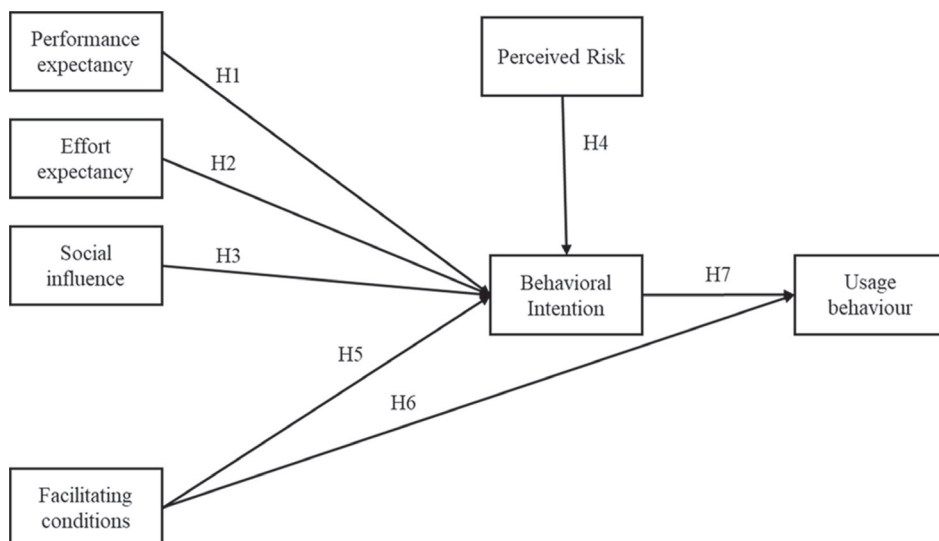 Performance
expectancy
Perceived Risk
H1
H4
Effort
expectancy
H2
Social
influence
H3
Behavioral
Intention
H7
Usage
behaviour
H5
H6
Facilitating
conditions